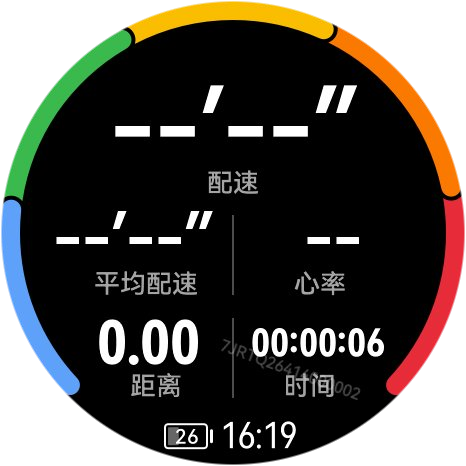 --'--"
配速
--'--" --
平均配速 心率
0.00 00:00:06
距离 时间
26 16:19